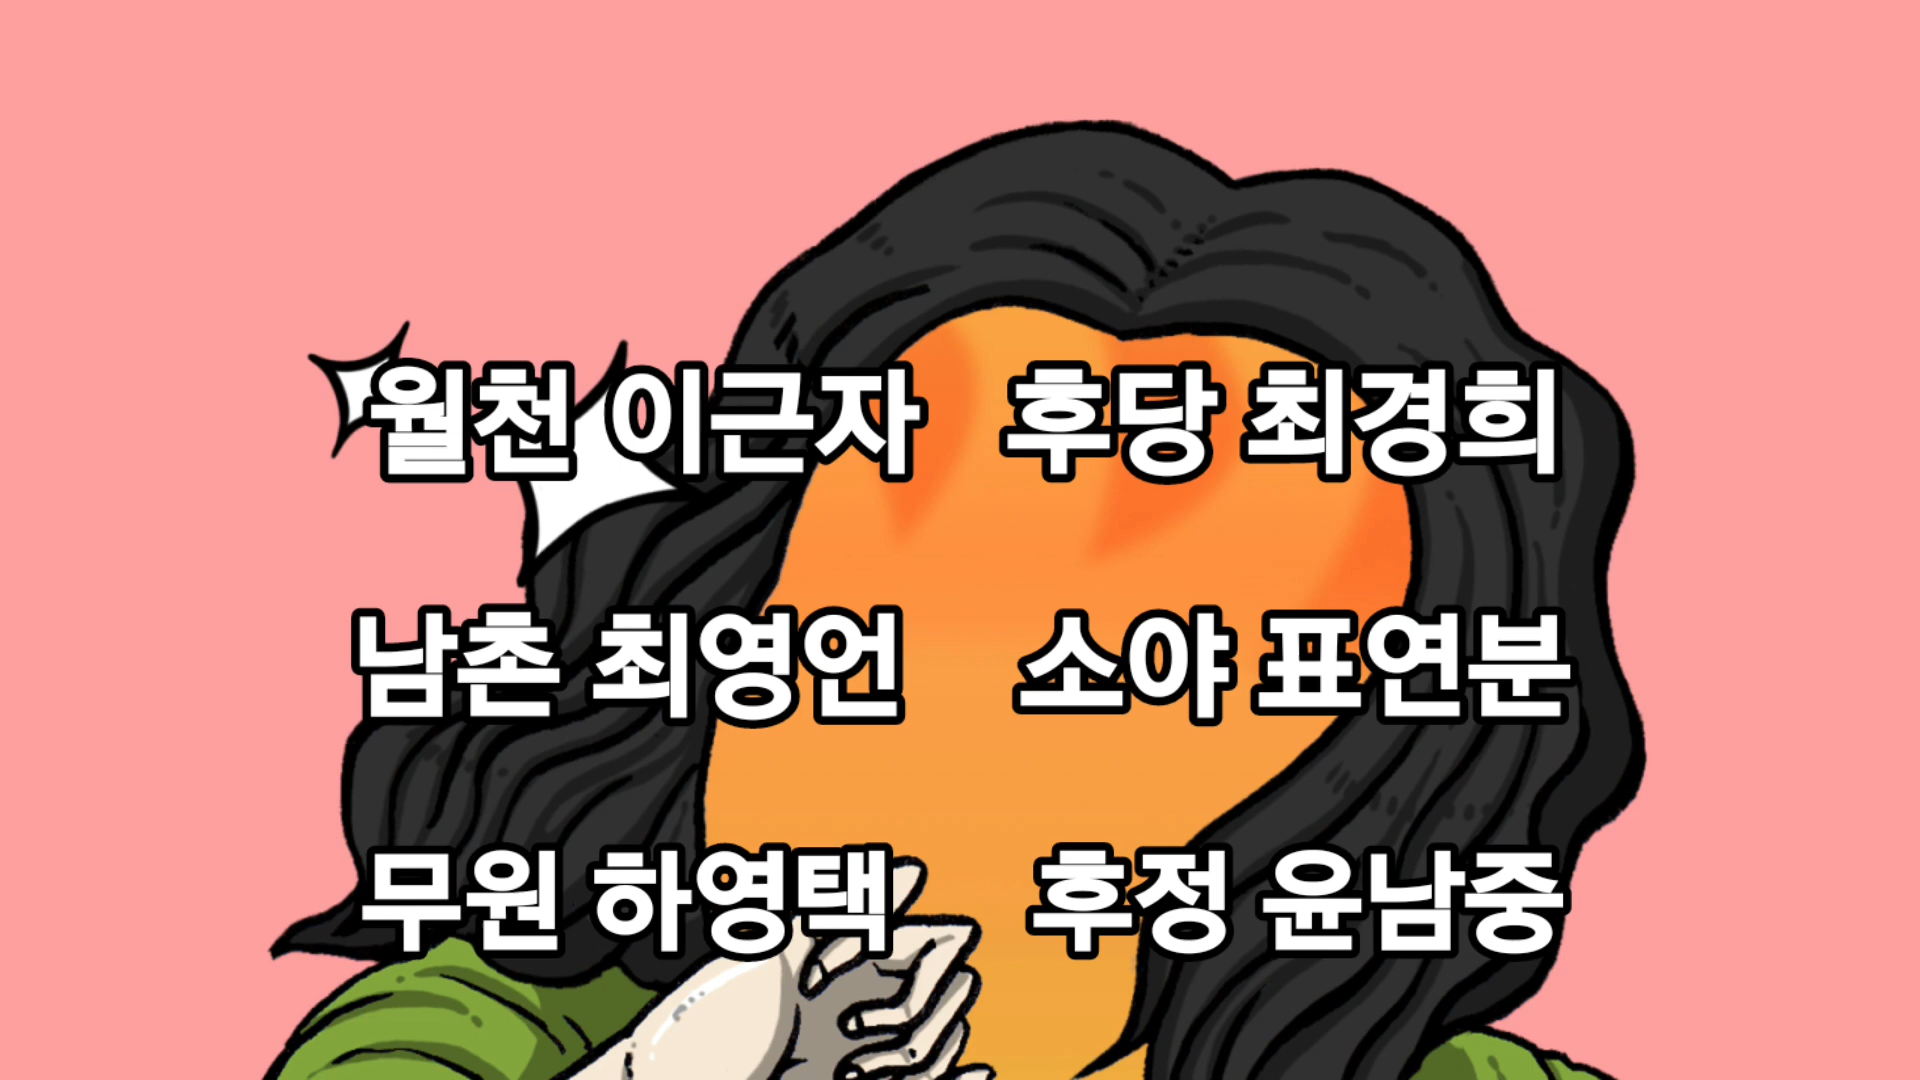 월천 이근자 후당 최경희
남촌 최영언 소야 표연분
무원 하영택 후정 윤남중